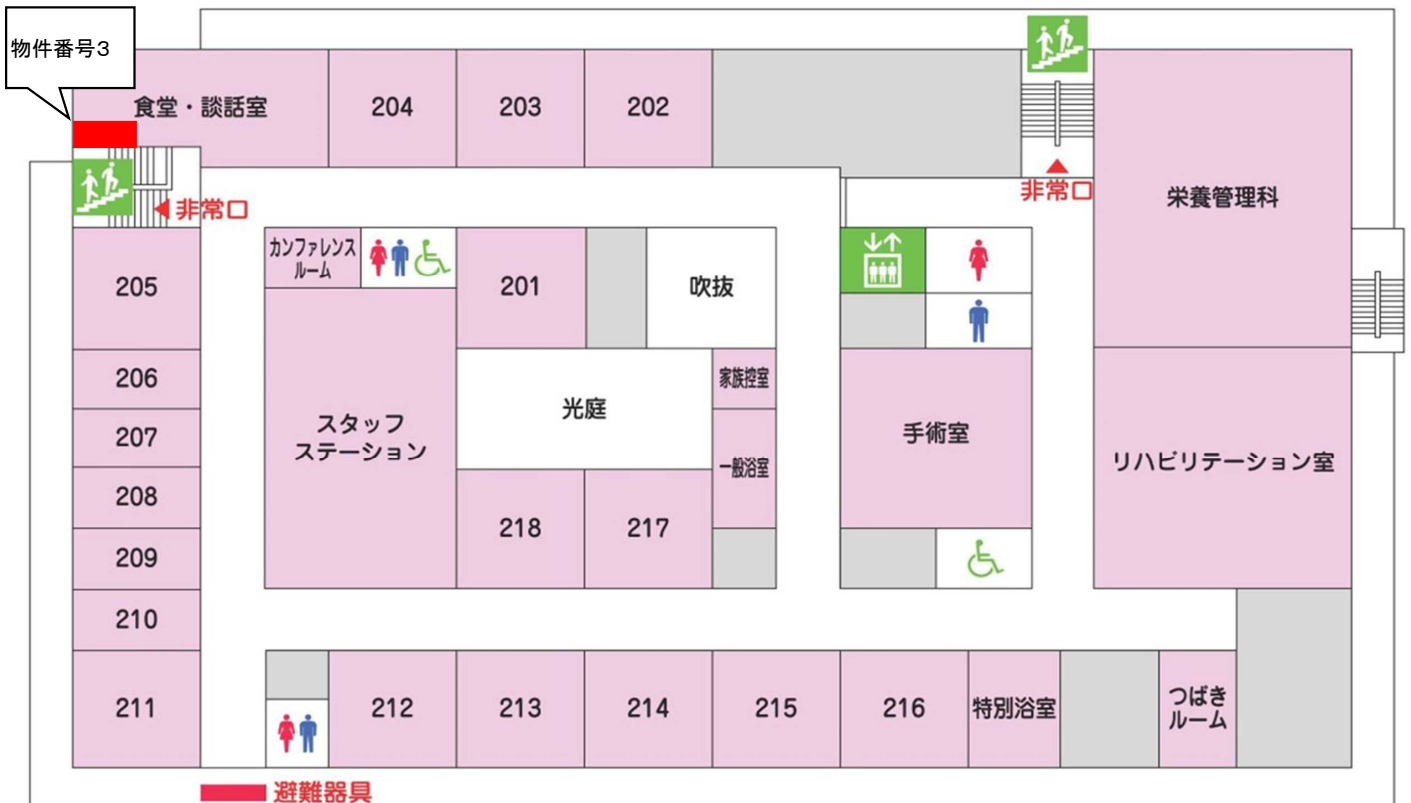 物件番号3
食堂・談話室
204
203
202
非常口
非常口
栄養管理科
カンファレンス
ルーム
201
吹抜
205
206
207
208
209
210
211
スタッフ
ステーション
光庭
家族控室
一般浴室
手術室
リハビリテーション室
218
217
212
213
214
215
216
特別浴室
つばき
ルーム
避難器具